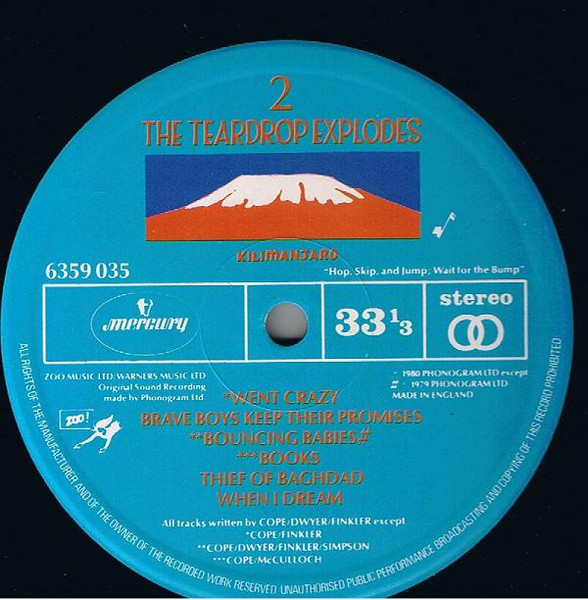 2
THE TEARDROP EXPLODES
KILIMANJARO
6359 035
"Hop, Skip, and Jump; Wait for the Bump"
mercury
33 1/3
stereo
ZOO MUSIC LTD/WARNERS MUSIC LTD
Original Sound Recording
made by Phonogram Ltd
* 1980 PHONOGRAM LTD except
# 1979 PHONOGRAM LTD
MADE IN ENGLAND
ZOO!
*WENT CRAZY
BRAVE BOYS KEEP THEIR PROMISES
**BOUNCING BABIES#
***BOOKS
THIEF OF BAGHDAD
WHEN I DREAM
All tracks written by COPE/DWYER/FINKLER except
*COPE/FINKLER
**COPE/DWYER/FINKLER/SIMPSON
***COPE/McCULLOCH
ALL RIGHTS OF THE MANUFACTURER AND OF THE OWNER OF THE RECORDED WORK RESERVED. UNAUTHORISED PUBLIC PERFORMANCE BROADCASTING AND COPYING OF THIS RECORD PROHIBITED